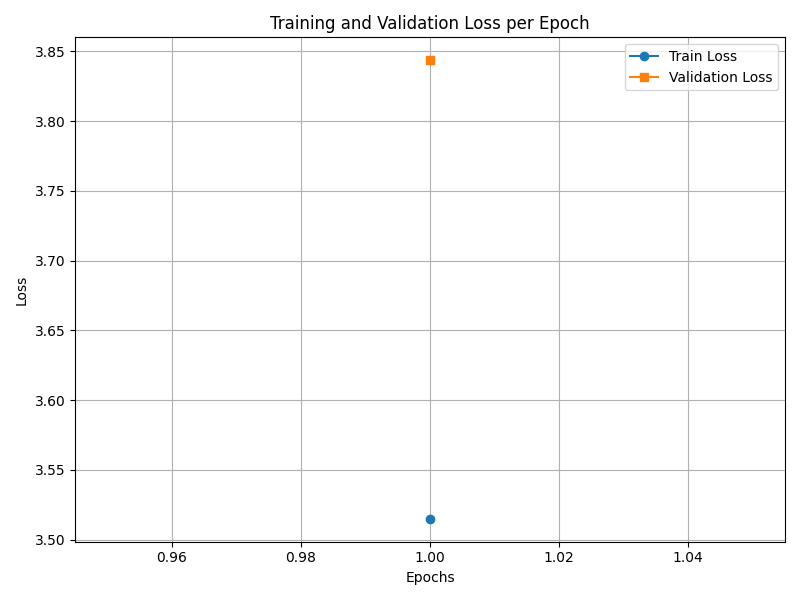 Training and Validation Loss per Epoch
Train Loss
Validation Loss
3.85
3.80
3.75
3.70
3.65
3.60
3.55
3.50
Loss
0.96 0.98 1.00 1.02 1.04
Epochs